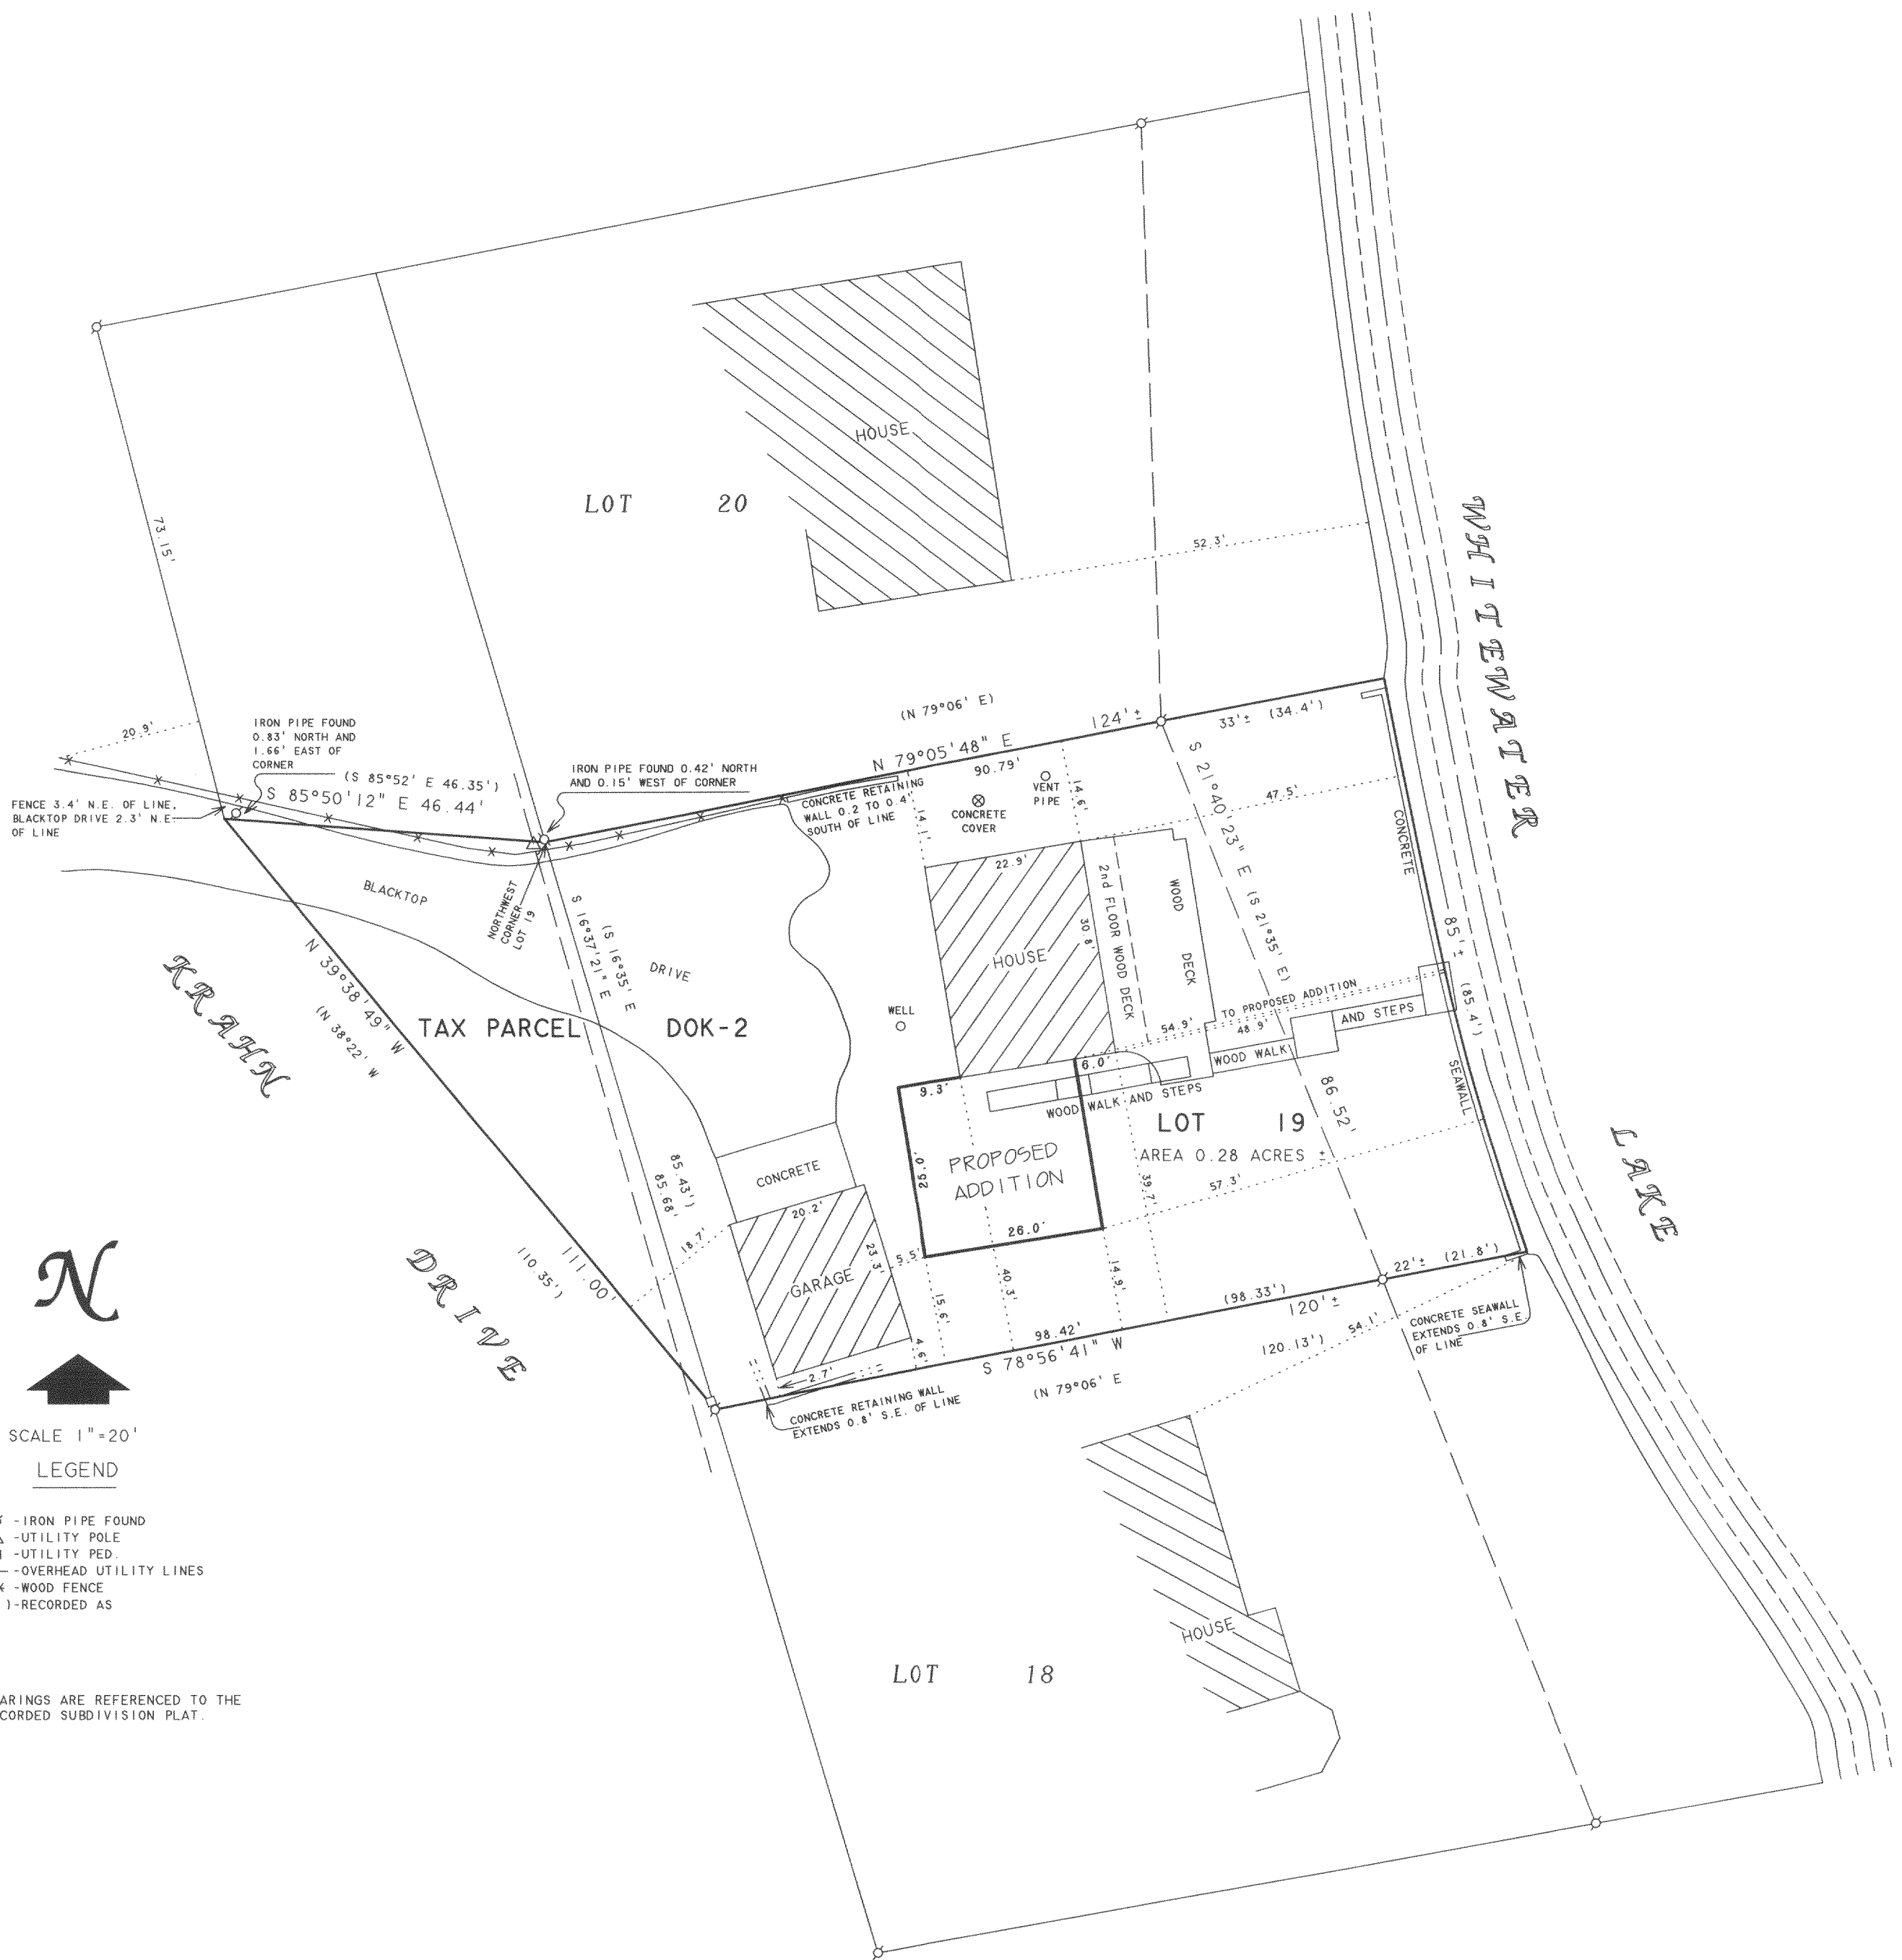 LOT 20
HOUSE
73.15'
52.3'
WHITEWATER
LAKE
20.9'
IRON PIPE FOUND
0.83' NORTH AND
1.66' EAST OF
CORNER
(S 85°52' E 46.35')
S 85°50'12" E 46.44'
FENCE 3.4' N.E. OF LINE,
BLACKTOP DRIVE 2.3' N.E.
OF LINE
IRON PIPE FOUND 0.42' NORTH
AND 0.15' WEST OF CORNER
(N 79°06' E)
N 79°05'48" E
124'±
90.79'
33'± (34.4')
CONCRETE RETAINING
WALL 0.2 TO 0.4'
SOUTH OF LINE
14.1'
CONCRETE
COVER
VENT
PIPE
14.6'
S 21°40'23" E (S 21°35' E)
86.52'
47.5'
CONCRETE
SEAWALL
85'±
(85.4')
BLACKTOP
DRIVE
NORTHWEST
CORNER
LOT 19
S 16°37'21" E
(S 16°35' E
85.43')
85.68'
22.9'
30.8'
HOUSE
2nd FLOOR WOOD DECK
WOOD DECK
WELL
KRAHN
DRIVE
N 39°38'49" W
(N 38°22' W
111.00'
110.35')
TAX PARCEL DOK-2
54.9' TO PROPOSED ADDITION
48.9'
AND STEPS
WOOD WALK
9.3'
6.0'
WOOD WALK AND STEPS
LOT 19
AREA 0.28 ACRES ±
PROPOSED
ADDITION
25.0'
26.0'
39.7'
57.3'
CONCRETE
20.2'
18.7'
23.3'
GARAGE
5.5'
15.6'
40.3'
14.9'
4.6'
2.7'
98.42'
(98.33')
S 78°56'41" W
120'±
22'± (21.8')
(N 79°06' E
120.13')
54.1'
CONCRETE SEAWALL
EXTENDS 0.8' S.E.
OF LINE
CONCRETE RETAINING WALL
EXTENDS 0.8' S.E. OF LINE
N
SCALE 1"=20'
LEGEND
-IRON PIPE FOUND
-UTILITY POLE
-UTILITY PED.
-OVERHEAD UTILITY LINES
-WOOD FENCE
)-RECORDED AS
ARINGS ARE REFERENCED TO THE
CORDED SUBDIVISION PLAT.
HOUSE
LOT 18